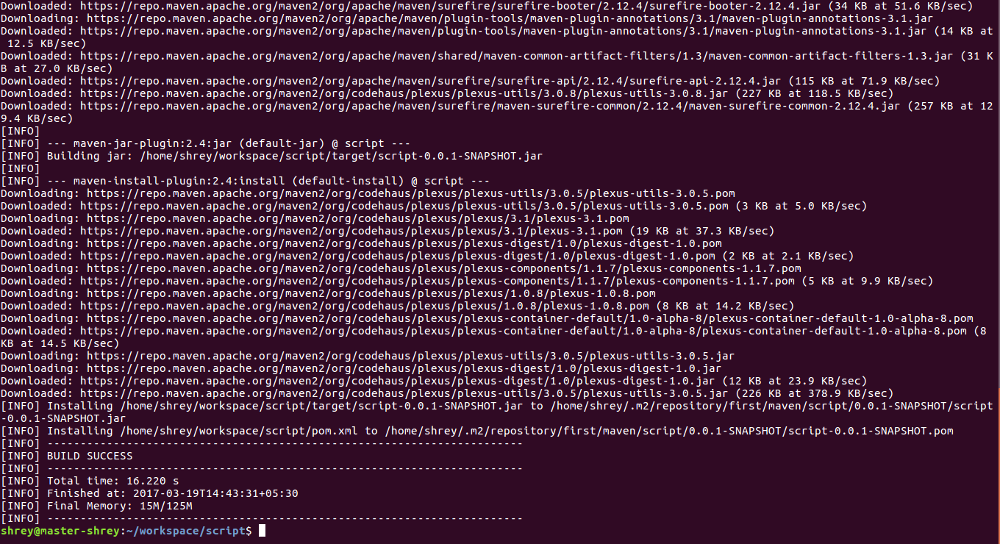 Downloaded: https://repo.maven.apache.org/maven2/org/apache/maven/surefire/surefire-booter/2.12.4/surefire-booter-2.12.4.jar (34 KB at 51.6 KB/sec)
Downloading: https://repo.maven.apache.org/maven2/org/apache/maven/plugin-tools/maven-plugin-annotations/3.1/maven-plugin-annotations-3.1.jar
Downloaded: https://repo.maven.apache.org/maven2/org/apache/maven/plugin-tools/maven-plugin-annotations/3.1/maven-plugin-annotations-3.1.jar (14 KB at
 12.5 KB/sec)
Downloaded: https://repo.maven.apache.org/maven2/org/apache/maven/shared/maven-common-artifact-filters/1.3/maven-common-artifact-filters-1.3.jar (31 K
B at 27.0 KB/sec)
Downloaded: https://repo.maven.apache.org/maven2/org/apache/maven/surefire/surefire-api/2.12.4/surefire-api-2.12.4.jar (115 KB at 71.9 KB/sec)
Downloaded: https://repo.maven.apache.org/maven2/org/codehaus/plexus/plexus-utils/3.0.8/plexus-utils-3.0.8.jar (227 KB at 118.5 KB/sec)
Downloaded: https://repo.maven.apache.org/maven2/org/apache/maven/surefire/maven-surefire-common/2.12.4/maven-surefire-common-2.12.4.jar (257 KB at 12
9.4 KB/sec)
[INFO]
[INFO] --- maven-jar-plugin:2.4:jar (default-jar) @ script ---
[INFO] Building jar: /home/shrey/workspace/script/target/script-0.0.1-SNAPSHOT.jar
[INFO]
[INFO] --- maven-install-plugin:2.4:install (default-install) @ script ---
Downloading: https://repo.maven.apache.org/maven2/org/codehaus/plexus/plexus-utils/3.0.5/plexus-utils-3.0.5.pom
Downloaded: https://repo.maven.apache.org/maven2/org/codehaus/plexus/plexus-utils/3.0.5/plexus-utils-3.0.5.pom (3 KB at 5.0 KB/sec)
Downloading: https://repo.maven.apache.org/maven2/org/codehaus/plexus/plexus/3.1/plexus-3.1.pom
Downloaded: https://repo.maven.apache.org/maven2/org/codehaus/plexus/plexus/3.1/plexus-3.1.pom (19 KB at 37.3 KB/sec)
Downloading: https://repo.maven.apache.org/maven2/org/codehaus/plexus/plexus-digest/1.0/plexus-digest-1.0.pom
Downloaded: https://repo.maven.apache.org/maven2/org/codehaus/plexus/plexus-digest/1.0/plexus-digest-1.0.pom (2 KB at 2.1 KB/sec)
Downloading: https://repo.maven.apache.org/maven2/org/codehaus/plexus/plexus-components/1.1.7/plexus-components-1.1.7.pom
Downloaded: https://repo.maven.apache.org/maven2/org/codehaus/plexus/plexus-components/1.1.7/plexus-components-1.1.7.pom (5 KB at 9.9 KB/sec)
Downloading: https://repo.maven.apache.org/maven2/org/codehaus/plexus/plexus/1.0.8/plexus-1.0.8.pom
Downloaded: https://repo.maven.apache.org/maven2/org/codehaus/plexus/plexus/1.0.8/plexus-1.0.8.pom (8 KB at 14.2 KB/sec)
Downloading: https://repo.maven.apache.org/maven2/org/codehaus/plexus/plexus-container-default/1.0-alpha-8/plexus-container-default-1.0-alpha-8.pom
Downloaded: https://repo.maven.apache.org/maven2/org/codehaus/plexus/plexus-container-default/1.0-alpha-8/plexus-container-default-1.0-alpha-8.pom (8
KB at 14.5 KB/sec)
Downloading: https://repo.maven.apache.org/maven2/org/codehaus/plexus/plexus-utils/3.0.5/plexus-utils-3.0.5.jar
Downloading: https://repo.maven.apache.org/maven2/org/codehaus/plexus/plexus-digest/1.0/plexus-digest-1.0.jar
Downloaded: https://repo.maven.apache.org/maven2/org/codehaus/plexus/plexus-digest/1.0/plexus-digest-1.0.jar (12 KB at 23.9 KB/sec)
Downloaded: https://repo.maven.apache.org/maven2/org/codehaus/plexus/plexus-utils/3.0.5/plexus-utils-3.0.5.jar (226 KB at 378.9 KB/sec)
[INFO] Installing /home/shrey/workspace/script/target/script-0.0.1-SNAPSHOT.jar to /home/shrey/.m2/repository/first/maven/script/0.0.1-SNAPSHOT/script
-0.0.1-SNAPSHOT.jar
[INFO] Installing /home/shrey/workspace/script/pom.xml to /home/shrey/.m2/repository/first/maven/script/0.0.1-SNAPSHOT/script-0.0.1-SNAPSHOT.pom
[INFO] ------------------------------------------------------------------------
[INFO] BUILD SUCCESS
[INFO] ------------------------------------------------------------------------
[INFO] Total time: 16.220 s
[INFO] Finished at: 2017-03-19T14:43:31+05:30
[INFO] Final Memory: 15M/125M
[INFO] ------------------------------------------------------------------------
shrey@master-shrey:~/workspace/script$